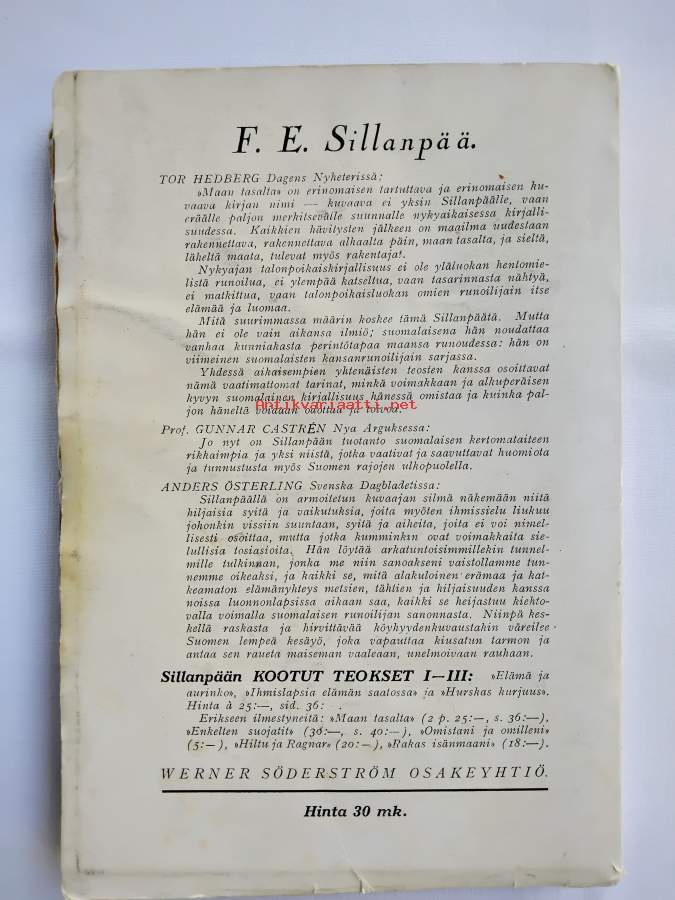 F. E. Sillanpää.
TOR HEDBERG Dagens Nyheterissä:
»Maan tasalta» on erinomaisen tartuttava ja erinomaisen ku-
vaava kirjan nimi — kuvaava ei yksin Sillanpäälle, vaan
eräälle paljon merkitsevälle suunnalle nykyaikaisessa kirjalli-
suudessa. Kaikkien hävitysten jälkeen on maailma uudestaan
rakennettava, rakennettava alhaalta päin, maan tasalta, ja sieltä,
läheltä maata, tulevat myös rakentajat.
Nykyajan talonpoikaiskirjallisuus ei ole yläluokan hentomie-
listä runoilua, ei ylempää katseltua, vaan tasarinnasta nähtyä,
ei matkittua, vaan talonpoikaisluokan omien runoilijain itse
elämää ja luomaa.
Mitä suurimmassa määrin koskee tämä Sillanpäätä. Mutta
hän ei ole vain aikansa ilmiö; suomalaisena hän noudattaa
vanhaa kunniakasta perintötapaa maansa runoudessa: hän on
viimeinen suomalaisten kansanrunoilijain sarjassa.
Yhdessä aikaisempien yhtenäisten teosten kanssa osoittavat
nämä vaatimattomat tarinat, minkä voimakkaan ja alkuperäisen
kyvyn suomalainen kirjallisuus hänessä omistaa ja kuinka pal-
jon häneltä voidaan vaatia ja toivoa.
Antikvariaatti.net
Prof. GUNNAR CASTRÉN Nya Arguksessa:
Jo nyt on Sillanpään tuotanto suomalaisen kertomataiteen
rikkaimpia ja yksi niistä, jotka vaativat ja saavuttavat huomiota
ja tunnustusta myös Suomen rajojen ulkopuolella.
ANDERS ÖSTERLING Svenska Dagbladetissa:
Sillanpäällä on armoitetun kuvaajan silmä näkemään niitä
hiljaisia syitä ja vaikutuksia, joita myöten ihmissielu liukuu
johonkin vissiin suuntaan, syitä ja aiheita, joita ei voi nimel-
lisesti osoittaa, mutta jotka kumminkin ovat voimakkaita sie-
lullisia tosiasioita. Hän löytää arkatuntoisimmillekin tunnel-
mille tulkinnan, jonka me niin sanoakseni vaistollamme tun-
nemme oikeaksi, ja kaikki se, mitä alakuloinen erämaa ja kat-
keamaton elämänyhteys metsien, tähtien ja hiljaisuuden kanssa
noissa luonnonlapsissa aikaan saa, kaikki se heijastuu kiehto-
valla voimalla suomalaisen runoilijan sanonnasta. Niinpä kes-
kellä raskasta ja hirvittävää köyhyydenkuvaustakin väreilee
Suomen lempeä kesäyö, joka vapauttaa kiusatun tarmon ja
antaa sen raueta maiseman vaaleaan, unelmoivaan rauhaan.
Sillanpään KOOTUT TEOKSET I—III: »Elämä ja
aurinko», »Ihmislapsia elämän saatossa» ja »Hurskas kurjuus».
Hinta à 25:—, sid. 36: .
Erikseen ilmestyneitä: »Maan tasalta» (2 p. 25:—, s. 36:—),
»Enkelten suojatit» (30:—, s. 40:—), »Omistani ja omilleni»
(5:—), »Hiltu ja Ragnar» (20:—), »Rakas isänmaani» (18:—).
WERNER SÖDERSTRÖM OSAKEYHTIÖ.
Hinta 30 mk.